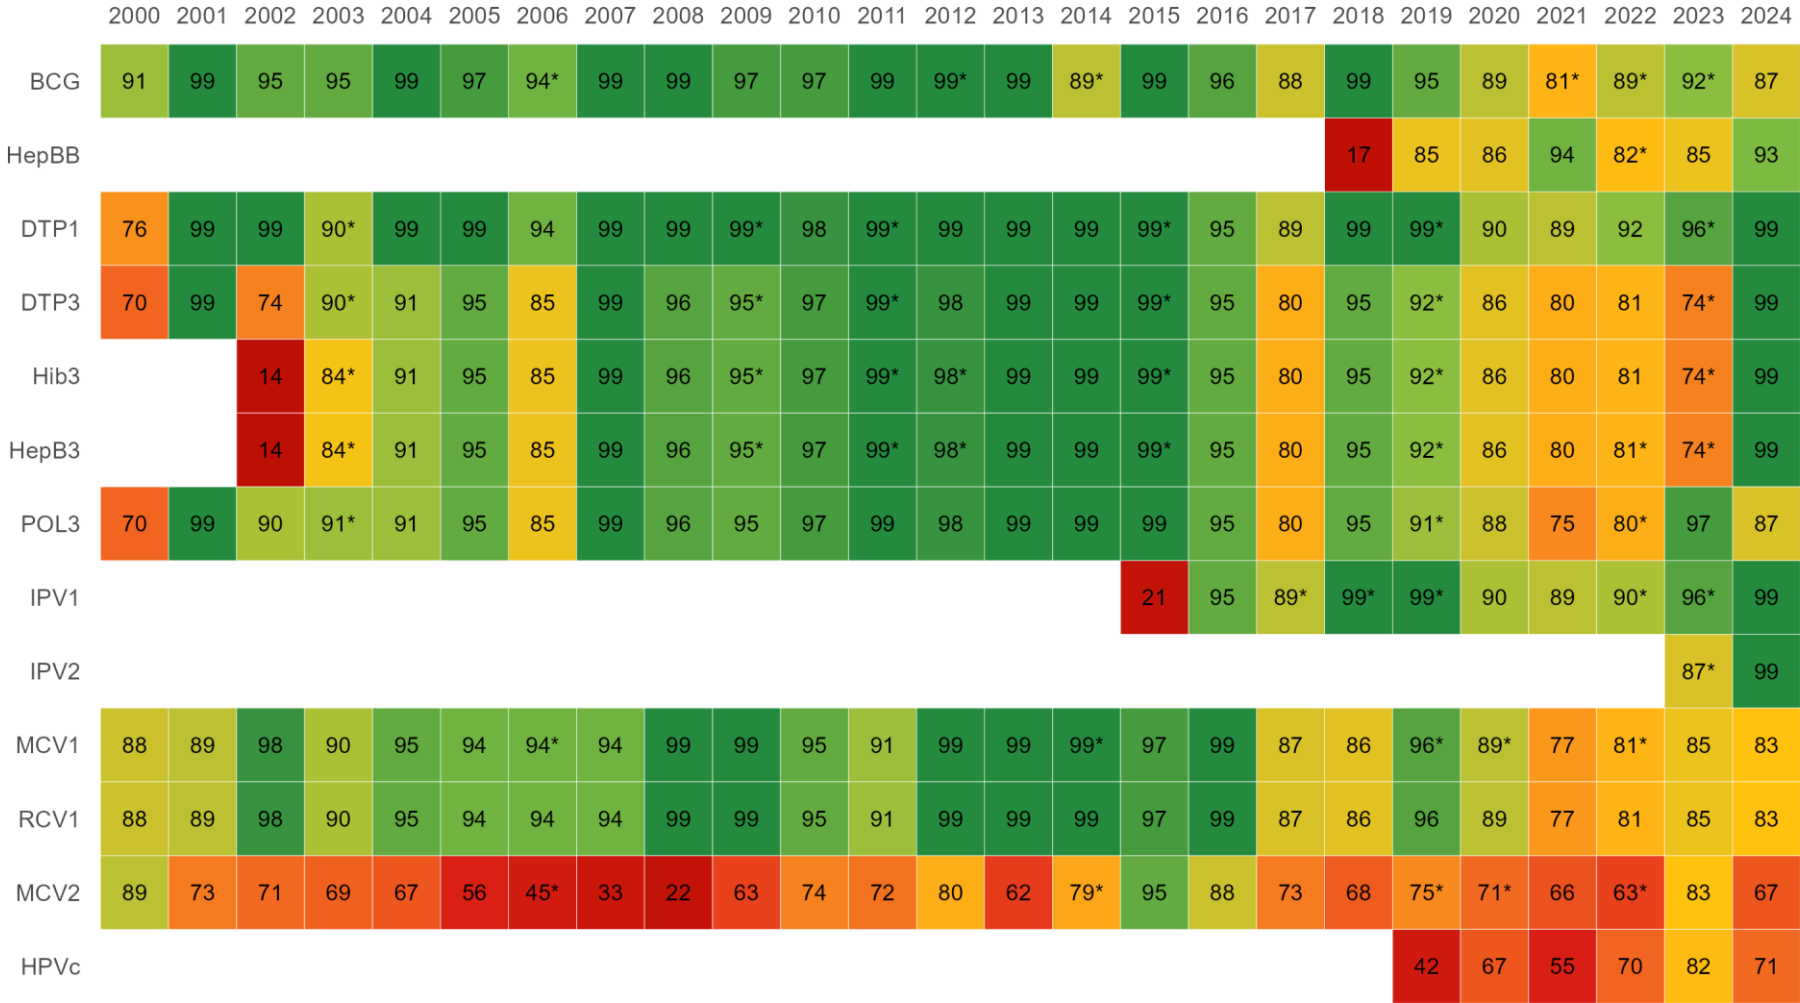 2000 2001 2002 2003 2004 2005 2006 2007 2008 2009 2010 2011 2012 2013 2014 2015 2016 2017 2018 2019 2020 2021 2022 2023 2024
BCG 91 99 95 95 99 97 94* 99 99 97 97 99 99* 99 89* 99 96 88 99 95 89 81* 89* 92* 87
HepBB 17 85 86 94 82* 85 93
DTP1 76 99 99 90* 99 99 94 99 99 99* 98 99* 99 99 99 99* 95 89 99 99* 90 89 92 96* 99
DTP3 70 99 74 90* 91 95 85 99 96 95* 97 99* 98 99 99 99* 95 80 95 92* 86 80 81 74* 99
Hib3 14 84* 91 95 85 99 96 95* 97 99* 98* 99 99 99* 95 80 95 92* 86 80 81 74* 99
HepB3 14 84* 91 95 85 99 96 95* 97 99* 98* 99 99 99* 95 80 95 92* 86 80 81* 74* 99
POL3 70 99 90 91* 91 95 85 99 96 95 97 99 98 99 99 99 95 80 95 91* 88 75 80* 97 87
IPV1 21 95 89* 99* 99* 90 89 90* 96* 99
IPV2 87* 99
MCV1 88 89 98 90 95 94 94* 94 99 99 95 91 99 99 99* 97 99 87 86 96* 89* 77 81* 85 83
RCV1 88 89 98 90 95 94 94 94 99 99 95 91 99 99 99 97 99 87 86 96 89 77 81 85 83
MCV2 89 73 71 69 67 56 45* 33 22 63 74 72 80 62 79* 95 88 73 68 75* 71* 66 63* 83 67
HPVc 42 67 55 70 82 71